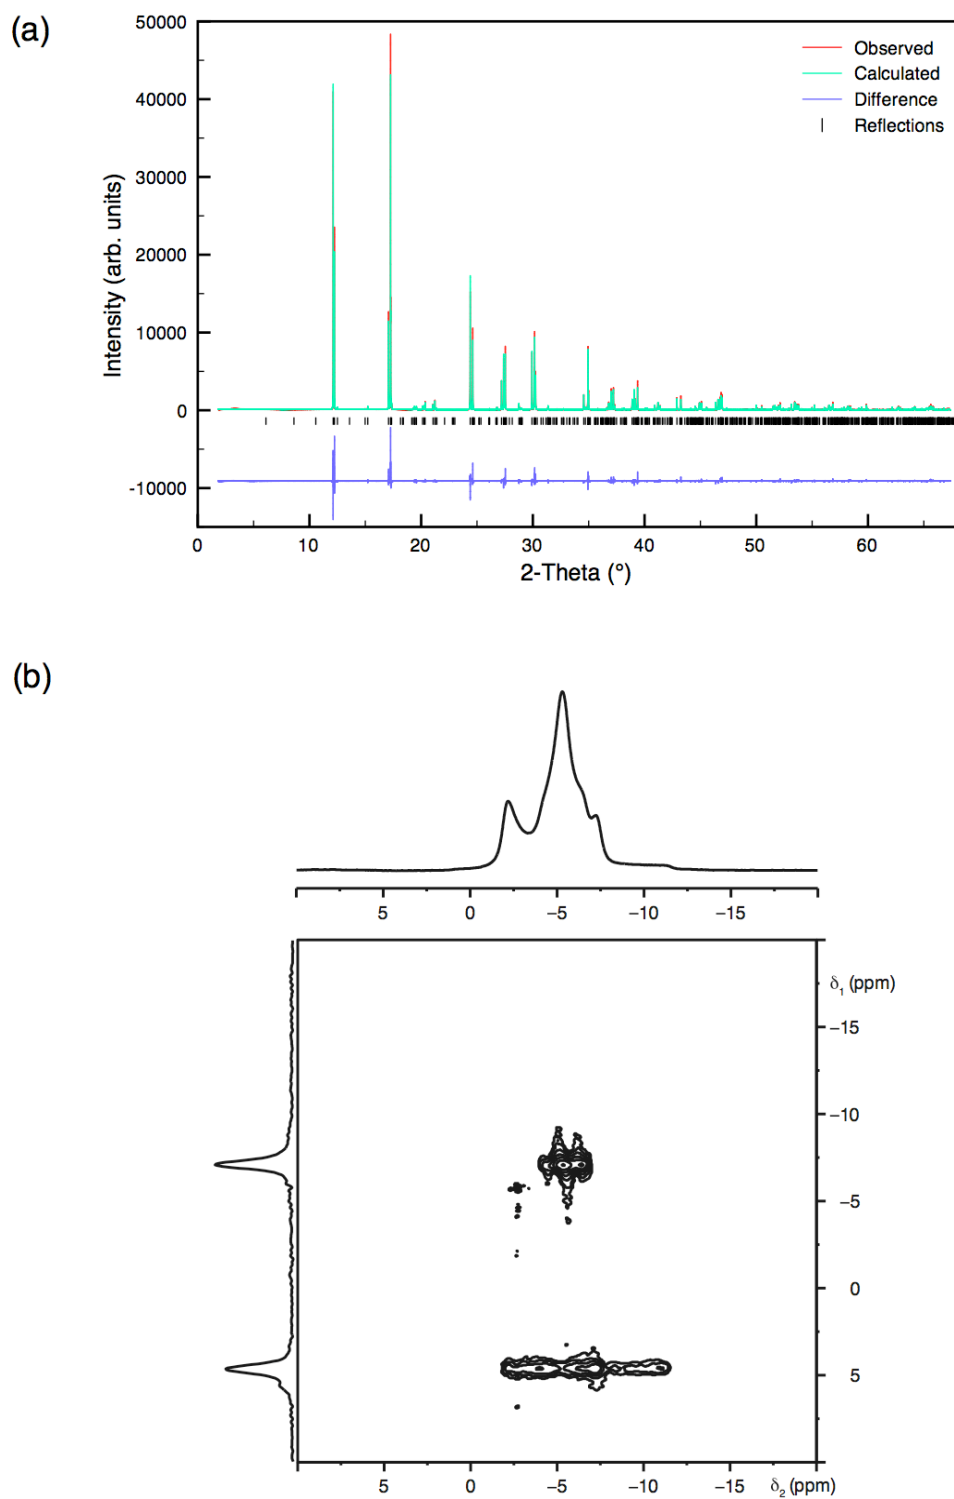 (a)
50000
40000
30000
20000
10000
0
-10000
Intensity (arb. units)
Observed
Calculated
Difference
Reflections
0 10 20 30 40 50 60
2-Theta (°)
(b)
5 0 −5 −10 −15
δ1 (ppm)
−15
−10
−5
0
5
5 0 −5 −10 −15 δ2 (ppm)